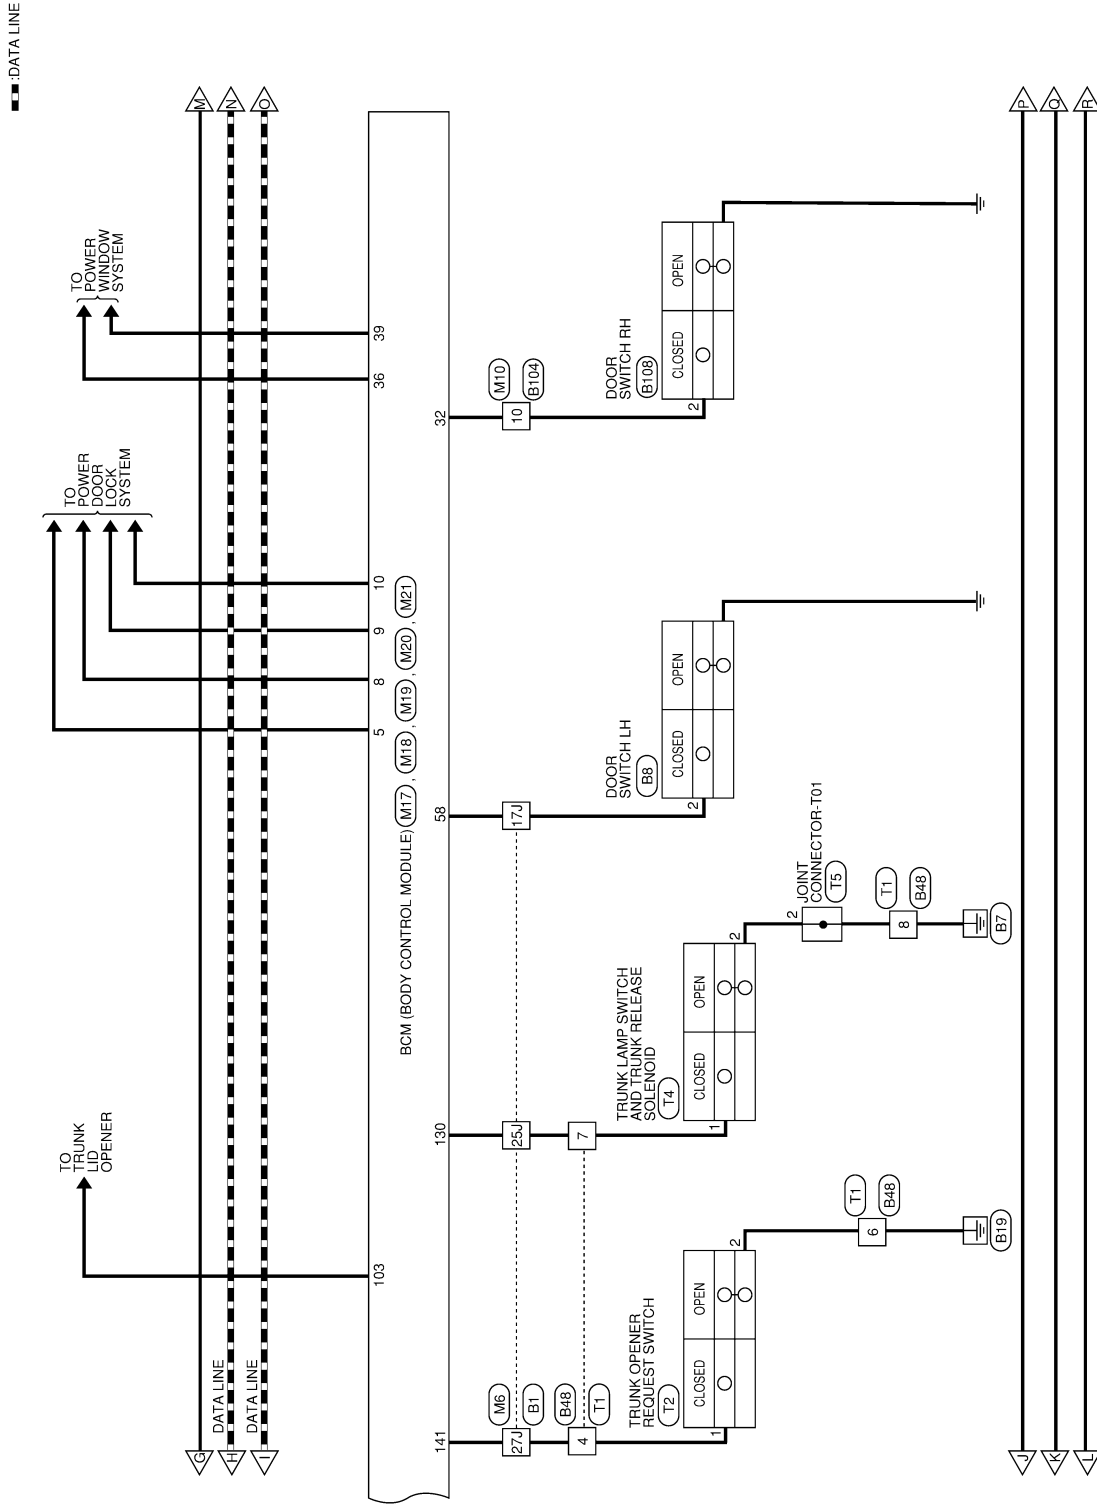 :DATA LINE
G
M
DATA LINE
H
N
DATA LINE
I
O
TO
TRUNK
LID
OPENER
TO
POWER
DOOR
LOCK
SYSTEM
TO
POWER
WINDOW
SYSTEM
103
5
8
9
10
36
39
BCM (BODY CONTROL MODULE) M17 , M18 , M19 , M20 , M21
141
130
58
32
27J
M6
B1
25J
17J
10
M10
B104
4
B48
T1
7
TRUNK OPENER
REQUEST SWITCH
T2
CLOSED
OPEN
1
2
6
T1
B48
B19
TRUNK LAMP SWITCH
AND TRUNK RELEASE
SOLENOID
T4
CLOSED
OPEN
1
2
2
JOINT
CONNECTOR-T01
T5
8
T1
B48
B7
DOOR
SWITCH LH
B8
CLOSED
OPEN
2
DOOR
SWITCH RH
B108
CLOSED
OPEN
2
J
P
K
Q
L
R